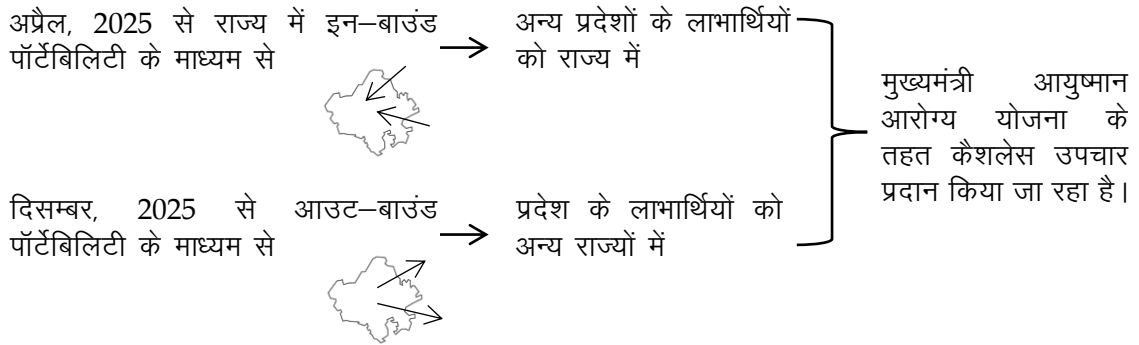 अप्रैल, 2025 से राज्य में इन–बाउंड
पॉर्टेबिलिटी के माध्यम से
अन्य प्रदेशों के लाभार्थियों
को राज्य में
दिसम्बर, 2025 से आउट–बाउंड
पॉर्टेबिलिटी के माध्यम से
प्रदेश के लाभार्थियों को
अन्य राज्यों में
मुख्यमंत्री आयुष्मान
आरोग्य योजना के
तहत कैशलेस उपचार
प्रदान किया जा रहा है।